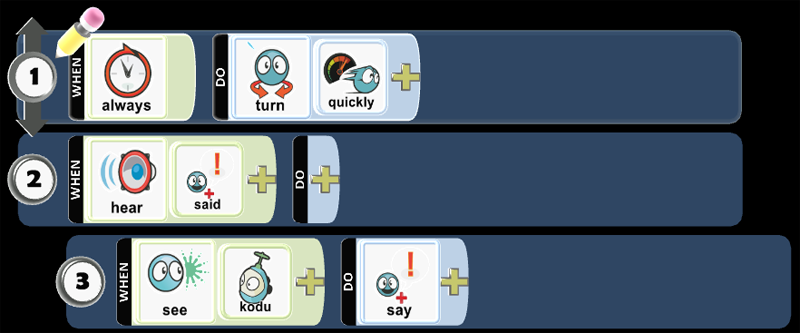 1 WHEN always DO turn quickly
2 WHEN hear said ! DO
3 WHEN see kodu DO say !